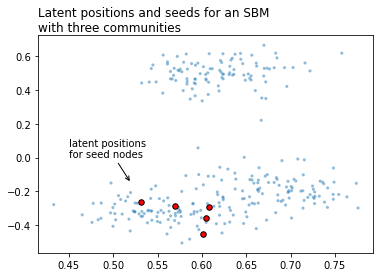 Latent positions and seeds for an SBM
with three communities
0.6
0.4
0.2
0.0
−0.2
−0.4
latent positions
for seed nodes
0.45 0.50 0.55 0.60 0.65 0.70 0.75